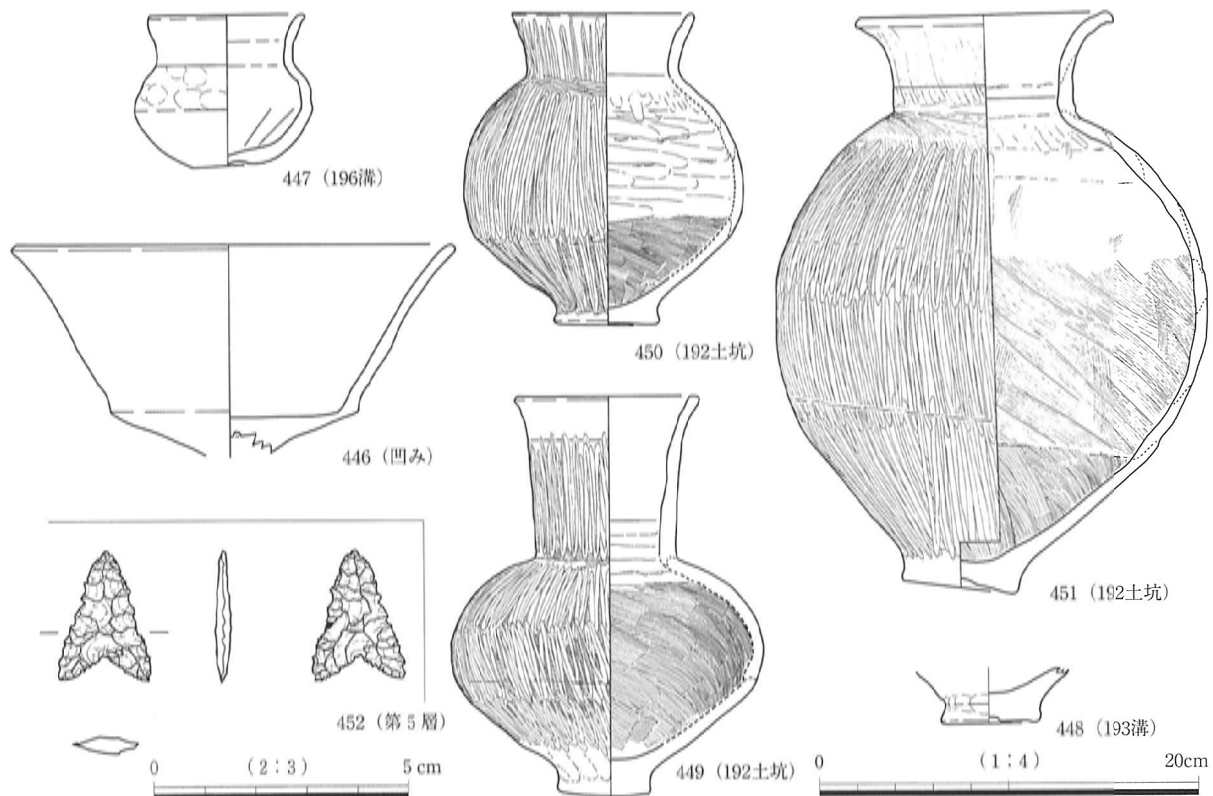 447（196溝）
450（192土坑）
446（凹み）
451（192土坑）
452（第5層）
448（193溝）
449（192土坑）
0 （2：3） 5 cm
0 （1：4） 20cm